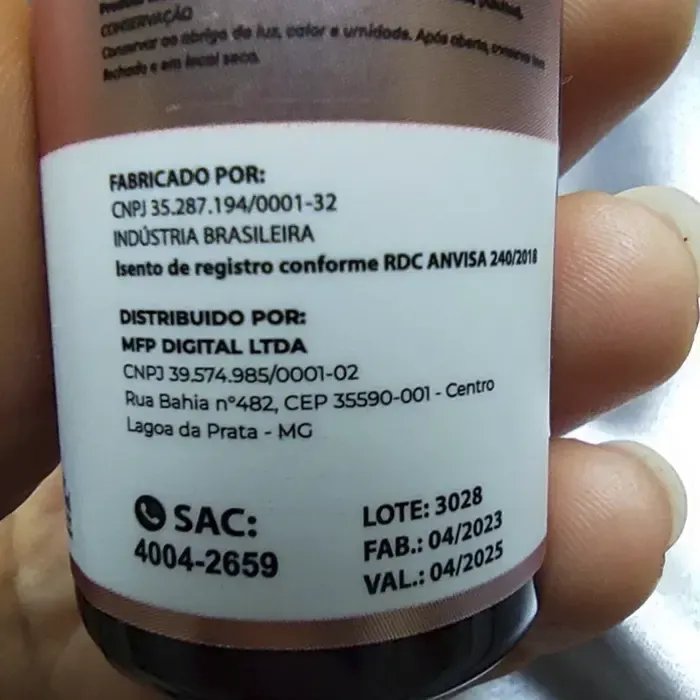 CONSERVAÇÃO
Conservar ao abrigo da luz, calor e umidade. Após aberto, conserve bem
fechado e em local seco.
FABRICADO POR:
CNPJ 35.287.194/0001-32
INDÚSTRIA BRASILEIRA
Isento de registro conforme RDC ANVISA 240/2018
DISTRIBUIDO POR:
MFP DIGITAL LTDA
CNPJ 39.574.985/0001-02
Rua Bahia nº482, CEP 35590-001 - Centro
Lagoa da Prata - MG
SAC:
4004-2659
LOTE: 3028
FAB.: 04/2023
VAL.: 04/2025